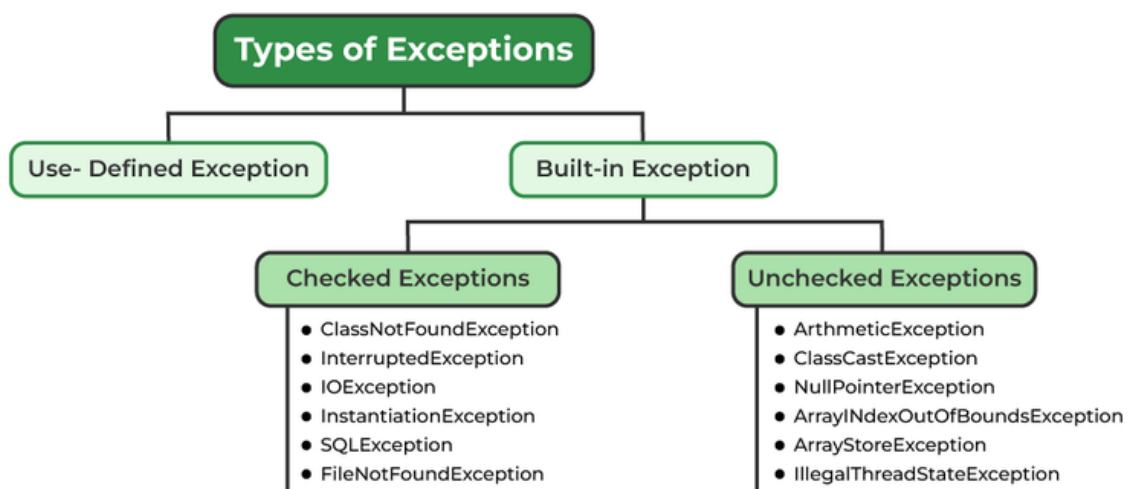 Types of Exceptions
Use- Defined Exception
Built-in Exception
Checked Exceptions
ClassNotFoundException
InterruptedException
IOException
InstantiationException
SQLException
FileNotFoundException
Unchecked Exceptions
ArthmeticException
ClassCastException
NullPointerException
ArrayINdexOutOfBoundsException
ArrayStoreException
IllegalThreadStateException